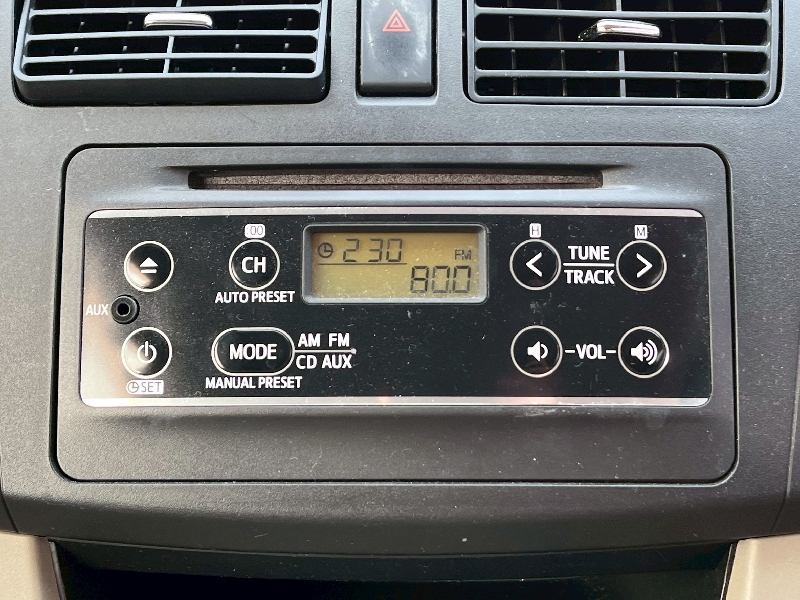 :00
H
M
CH
AUTO PRESET
2 30
FM
80.0
TUNE
TRACK
AUX
MODE
AM FM
CD AUX
MANUAL PRESET
VOL
SET